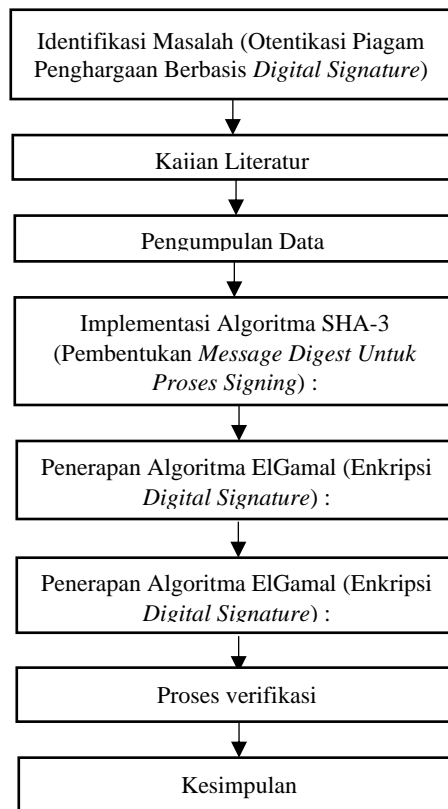 Identifikasi Masalah (Otentikasi Piagam
Penghargaan Berbasis Digital Signature)
Kajian Literatur
Pengumpulan Data
Implementasi Algoritma SHA-3
(Pembentukan Message Digest Untuk
Proses Signing) :
Penerapan Algoritma ElGamal (Enkripsi
Digital Signature) :
Penerapan Algoritma ElGamal (Enkripsi
Digital Signature) :
Proses verifikasi
Kesimpulan